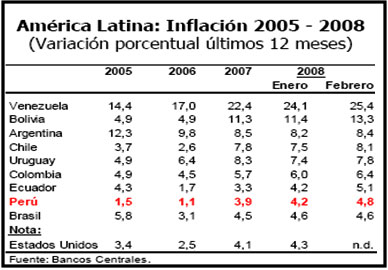 América Latina: Inflación 2005 - 2008
(Variación porcentual últimos 12 meses)
2005 2006 2007 2008
Enero Febrero
Venezuela 14,4 17,0 22,4 24,1 25,4
Bolivia 4,9 4,9 11,3 11,4 13,3
Argentina 12,3 9,8 8,5 8,2 8,4
Chile 3,7 2,6 7,8 7,5 8,1
Uruguay 4,9 6,4 8,3 7,4 7,8
Colombia 4,9 4,5 5,7 6,0 6,4
Ecuador 4,3 1,7 3,3 4,2 5,1
Perú 1,5 1,1 3,9 4,2 4,8
Brasil 5,8 3,1 4,5 4,6 4,6
Nota:
Estados Unidos 3,4 2,5 4,1 4,3 n.d.
Fuente: Bancos Centrales.